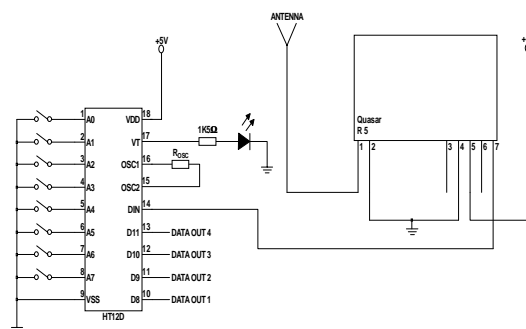 ANTENNA
+5V
+
Quasar
R 5
1 2 3 4 5 6 7
1K5Ω
ROSC
1 A0 VDD 18
2 A1 VT 17
3 A2 OSC1 16
4 A3 OSC2 15
5 A4 DIN 14
6 A5 D11 13 DATA OUT 4
7 A6 D10 12 DATA OUT 3
8 A7 D9 11 DATA OUT 2
9 VSS D8 10 DATA OUT 1
HT12D